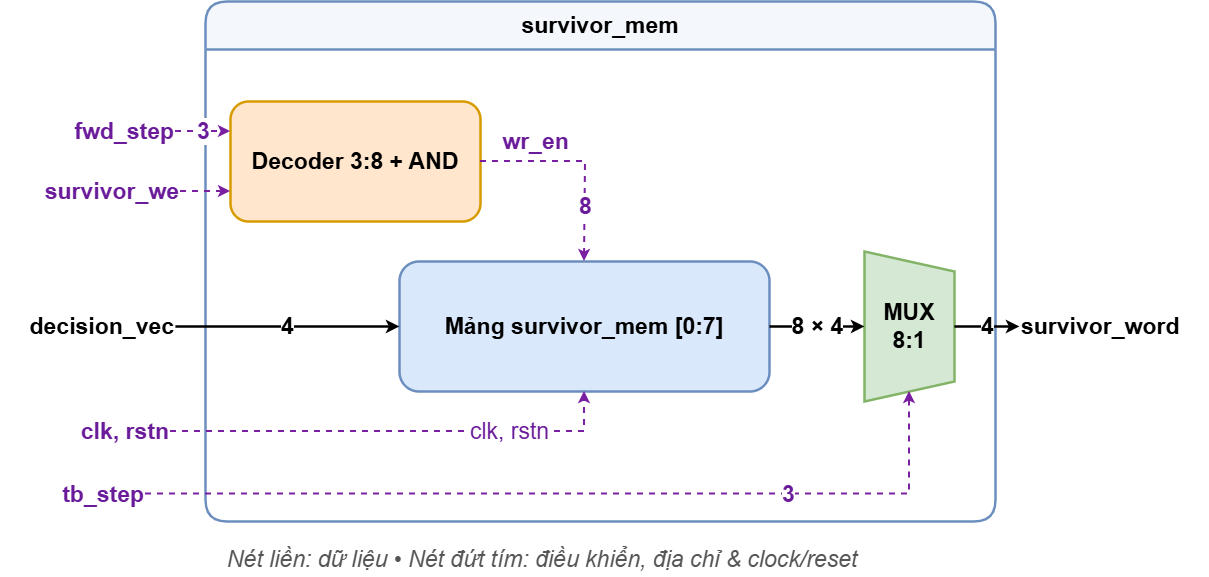 survivor_mem
fwd_step
3
Decoder 3:8 + AND
wr_en
survivor_we
8
decision_vec
4
Mảng survivor_mem [0:7]
8 × 4
MUX
8:1
4
survivor_word
clk, rstn
clk, rstn
tb_step
3
Nét liền: dữ liệu • Nét đứt tím: điều khiển, địa chỉ & clock/reset